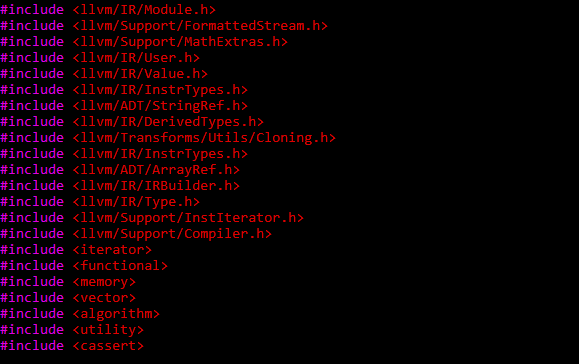 #include <llvm/IR/Module.h>
#include <llvm/Support/FormattedStream.h>
#include <llvm/Support/MathExtras.h>
#include <llvm/IR/User.h>
#include <llvm/IR/Value.h>
#include <llvm/IR/InstrTypes.h>
#include <llvm/ADT/StringRef.h>
#include <llvm/IR/DerivedTypes.h>
#include <llvm/Transforms/Utils/Cloning.h>
#include <llvm/IR/InstrTypes.h>
#include <llvm/ADT/ArrayRef.h>
#include <llvm/IR/IRBuilder.h>
#include <llvm/IR/Type.h>
#include <llvm/Support/InstIterator.h>
#include <llvm/Support/Compiler.h>
#include <iterator>
#include <functional>
#include <memory>
#include <vector>
#include <algorithm>
#include <utility>
#include <cassert>